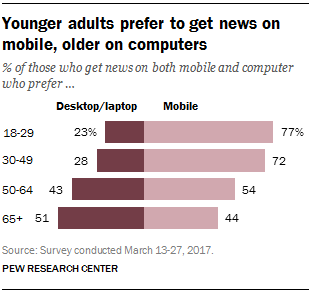 Younger adults prefer to get news on
mobile, older on computers
% of those who get news on both mobile and computer
who prefer ...
Desktop/laptop Mobile
18-29 23% 77%
30-49 28 72
50-64 43 54
65+ 51 44
Source: Survey conducted March 13-27, 2017.
PEW RESEARCH CENTER